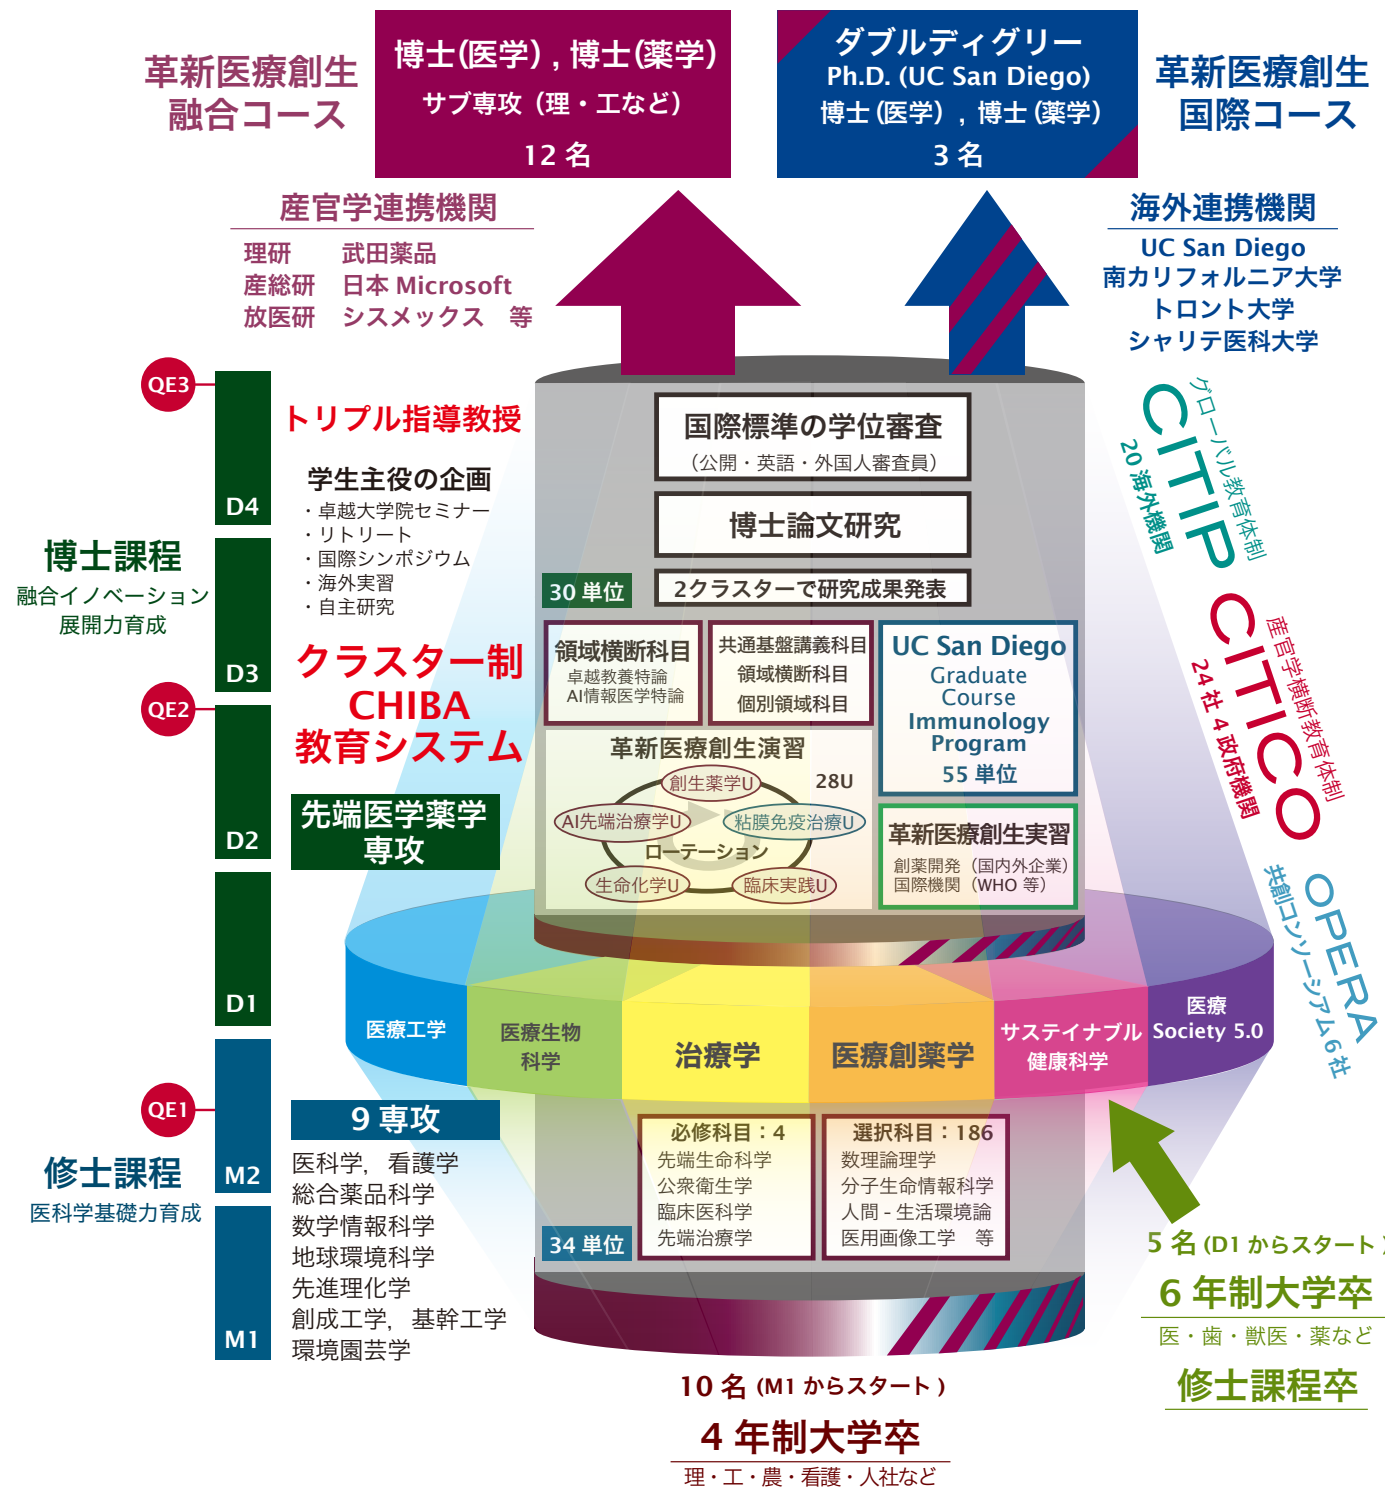 革新医療創生
融合コース
博士(医学) , 博士(薬学)
サブ専攻（理・工など）
12 名
ダブルディグリー
Ph.D. (UC San Diego)
博士 (医学) , 博士 (薬学)
3 名
革新医療創生
国際コース
産官学連携機関
理研 武田薬品
産総研 日本 Microsoft
放医研 シスメックス 等
海外連携機関
UC San Diego
南カリフォルニア大学
トロント大学
シャリテ医科大学
QE3
D4
博士課程
融合イノベーション
展開力育成
D3
QE2
D2
D1
QE1
修士課程
医科学基礎力育成
M2
M1
トリプル指導教授
学生主役の企画
・卓越大学院セミナー
・リトリート
・国際シンポジウム
・海外実習
・自主研究
クラスター制
CHIBA
教育システム
先端医学薬学
専攻
国際標準の学位審査
（公開・英語・外国人審査員）
博士論文研究
30 単位
2クラスターで研究成果発表
領域横断科目
卓越教養特論
AI情報医学特論
共通基盤講義科目
領域横断科目
個別領域科目
UC San Diego
Graduate
Course
Immunology
Program
55 単位
革新医療創生演習
28U
創生薬学U
AI先端治療学U
粘膜免疫治療U
ローテーション
生命化学U
臨床実践U
革新医療創生実習
創薬開発（国内外企業）
国際機関（WHO 等）
グローバル教育体制
CITIP
20 海外機関
産官学横断教育体制
CITICO
24 社 4 政府機関
OPERA
共創コンソーシアム 6 社
医療工学
医療生物
科学
治療学
医療創薬学
サステイナブル
健康科学
医療
Society 5.0
9 専攻
医科学, 看護学
総合薬品科学
数学情報科学
地球環境科学
先進理化学
創成工学, 基幹工学
環境園芸学
34 単位
必修科目：4
先端生命科学
公衆衛生学
臨床医科学
先端治療学
選択科目：186
数理論理学
分子生命情報科学
人間 - 生活環境論
医用画像工学 等
5 名 (D1 からスタート )
6 年制大学卒
医・歯・獣医・薬など
修士課程卒
10 名 (M1 からスタート )
4 年制大学卒
理・工・農・看護・人社など